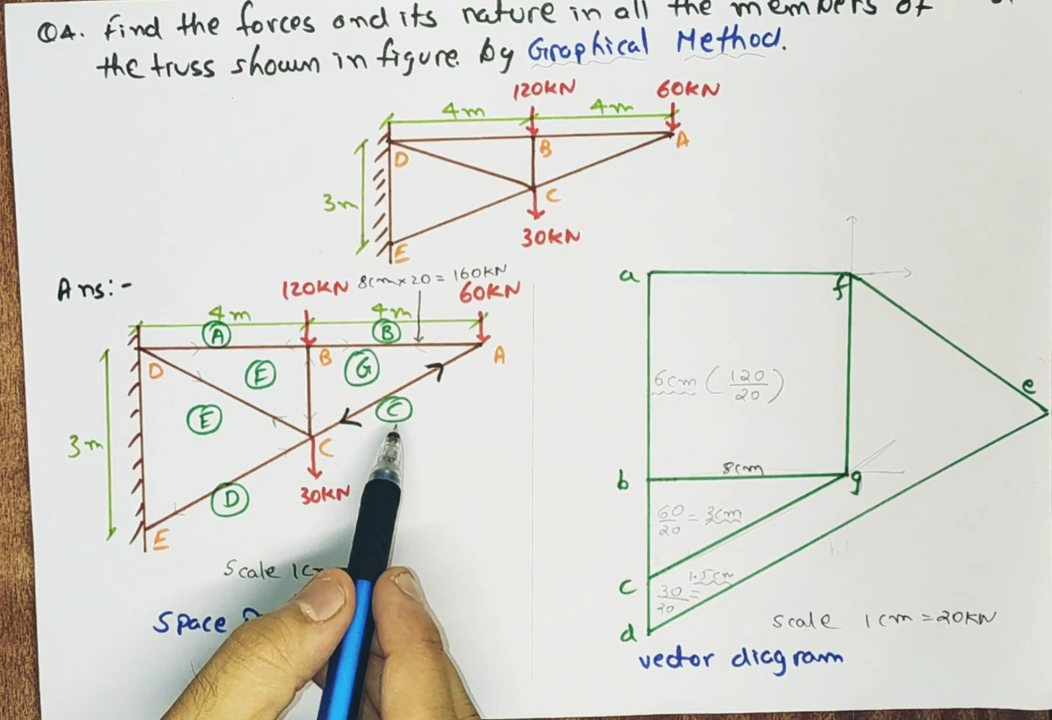 Q4. Find the forces and its nature in all the members of
the truss shown in figure by Graphical Method.
120KN 60KN
4m 4m
D B A
3m
C
30KN
E
Ans:-
120KN 8cm×20 = 160KN 60KN
4m 4m
A B
D B A
E G
E C
3m C
30KN
D
E
Scale 1c
Space
a f
6cm (120/20)
e
b 8cm g
60/20 = 3cm
c
30/20 = 1.5cm
d
Scale 1cm = 20KN
vector diagram